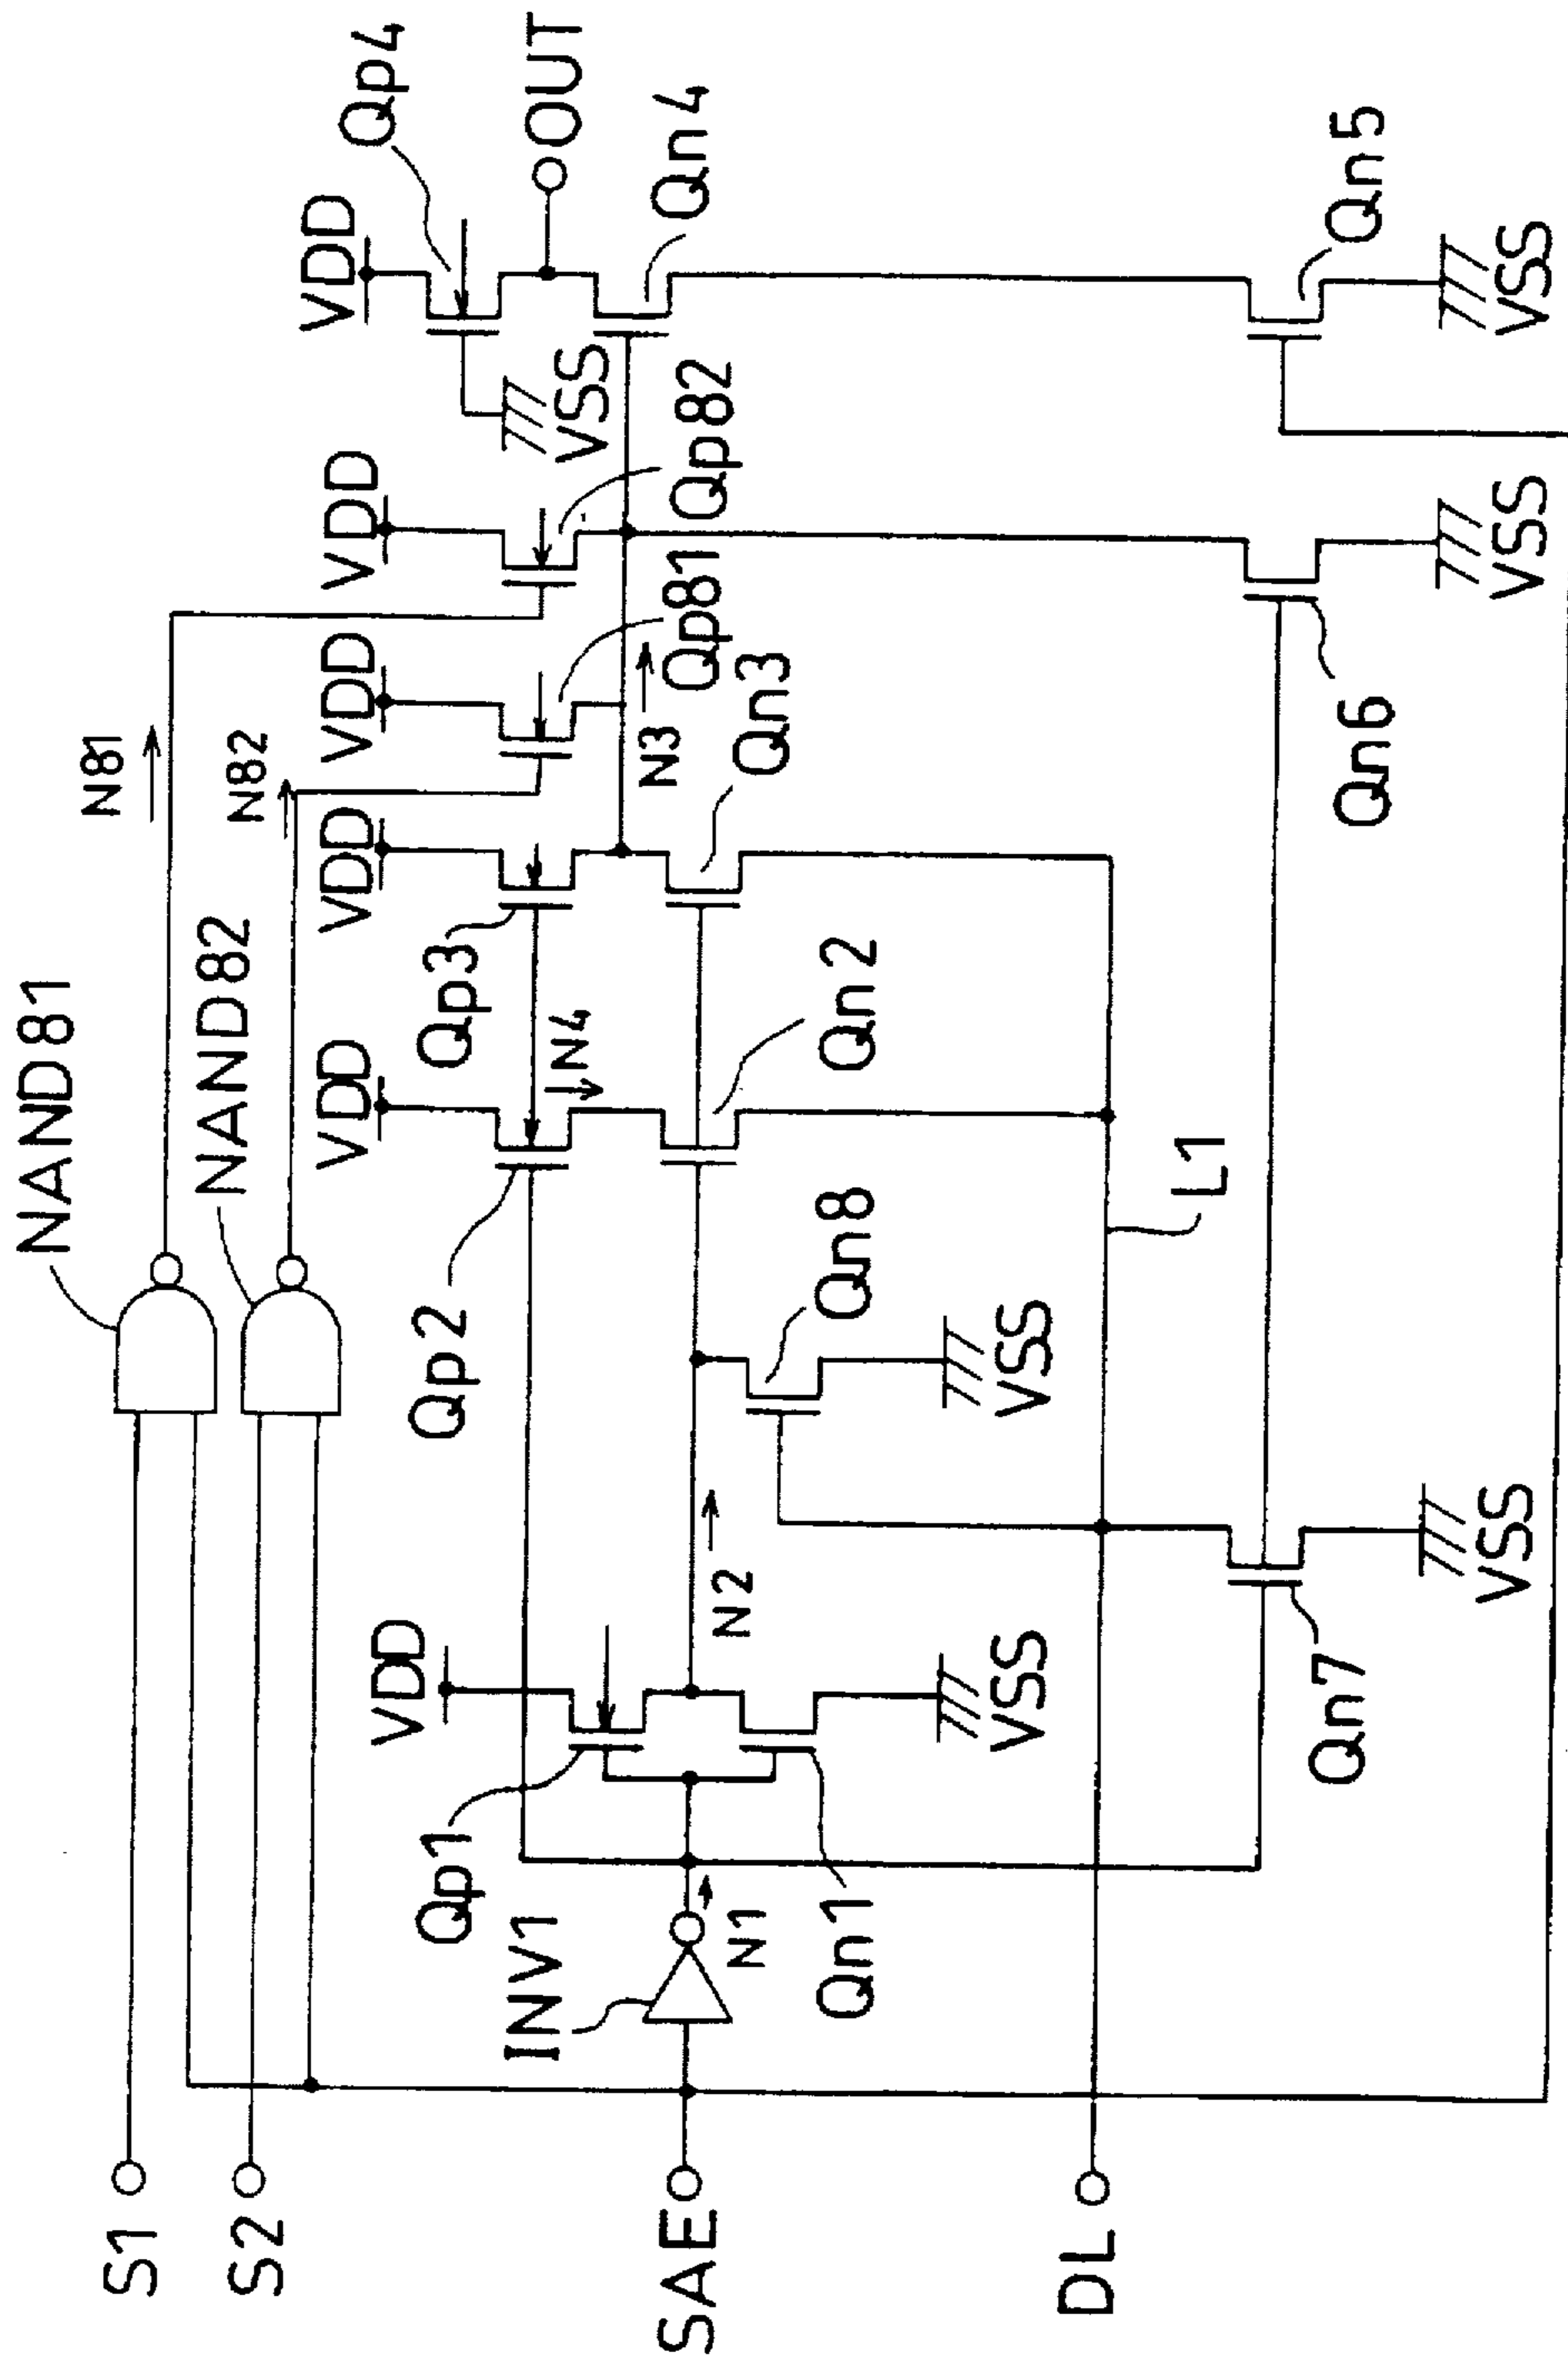 NAND81
NAND82
N81
N82
S1
S2
VDD
VDD
VDD
VDD
VDD
VDD
Qp4
OUT
Qn4
VSS
Qp82
Qp81
N3
Qn3
Qp3
N4
Qn2
Qp2
Qn8
VSS
N2
Qp1
INV1
N1
Qn1
VSS
SAE
L1
DL
Qn7
VSS
Qn6
VSS
Qn5
VSS